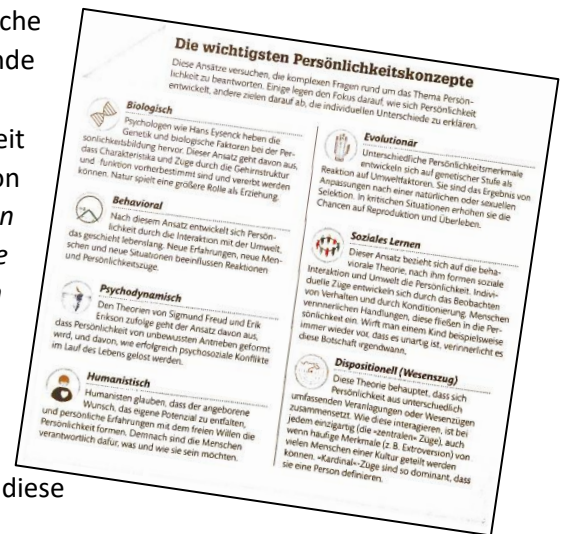 che
nde
eit
on
n
e
n
diese
Die wichtigsten Persönlichkeitskonzepte
Diese Ansätze versuchen, die komplexen Fragen rund um das Thema Persön-
lichkeit zu beantworten. Einige legen den Fokus darauf, wie sich Persönlichkeit
entwickelt, andere zielen darauf ab, die individuellen Unterschiede zu erklären.
Biologisch
Psychologen wie Hans Eysenck heben die
Genetik und biologische Faktoren bei der Per-
sönlichkeitsbildung hervor. Dieser Ansatz geht davon aus,
dass Charakteristika und Züge durch die Gehirnstruktur
und -funktion vorherbestimmt sind und vererbt werden
können. Natur spielt eine größere Rolle als Erziehung.
Behavioral
Nach diesem Ansatz entwickelt sich Persön-
lichkeit durch die Interaktion mit der Umwelt,
das geschieht lebenslang. Neue Erfahrungen, neue Men-
schen und neue Situationen beeinflussen Reaktionen
und Persönlichkeitszüge.
Psychodynamisch
Den Theorien von Sigmund Freud und Erik
Erikson zufolge geht der Ansatz davon aus,
dass Persönlichkeit von unbewussten Antrieben geformt
wird, und davon, wie erfolgreich psychosoziale Konflikte
im Lauf des Lebens gelöst werden.
Humanistisch
Humanisten glauben, dass der angeborene
Wunsch, das eigene Potenzial zu entfalten,
und persönliche Erfahrungen mit dem freien Willen die
Persönlichkeit formen. Demnach sind die Menschen
verantwortlich dafür, was und wie sie sein möchten.
Evolutionär
Unterschiedliche Persönlichkeitsmerkmale
entwickeln sich auf genetischer Stufe als
Reaktion auf Umweltfaktoren. Sie sind das Ergebnis von
Anpassungen nach einer natürlichen oder sexuellen
Selektion. In kritischen Situationen erhöhen sie die
Chancen auf Reproduktion und Überleben.
Soziales Lernen
Dieser Ansatz bezieht sich auf die beha-
viorale Theorie, nach ihm formen soziale
Interaktion und Umwelt die Persönlichkeit. Indivi-
duelle Züge entwickeln sich durch das Beobachten
von Verhalten und durch Konditionierung. Menschen
verinnerlichen Handlungen, diese fließen in die Per-
sönlichkeit ein. Wirft man einem Kind beispielsweise
immer wieder vor, dass es unartig ist, verinnerlicht es
diese Botschaft irgendwann.
Dispositionell (Wesenszug)
Diese Theorie behauptet, dass sich
Persönlichkeit aus unterschiedlich
umfassenden Veranlagungen oder Wesenszügen
zusammensetzt. Wie diese interagieren, ist bei
jedem einzigartig (die »zentralen« Züge), auch
wenn häufige Merkmale (z. B. Extroversion) von
vielen Menschen einer Kultur geteilt werden
können. »Kardinal«-Züge sind so dominant, dass
sie eine Person definieren.